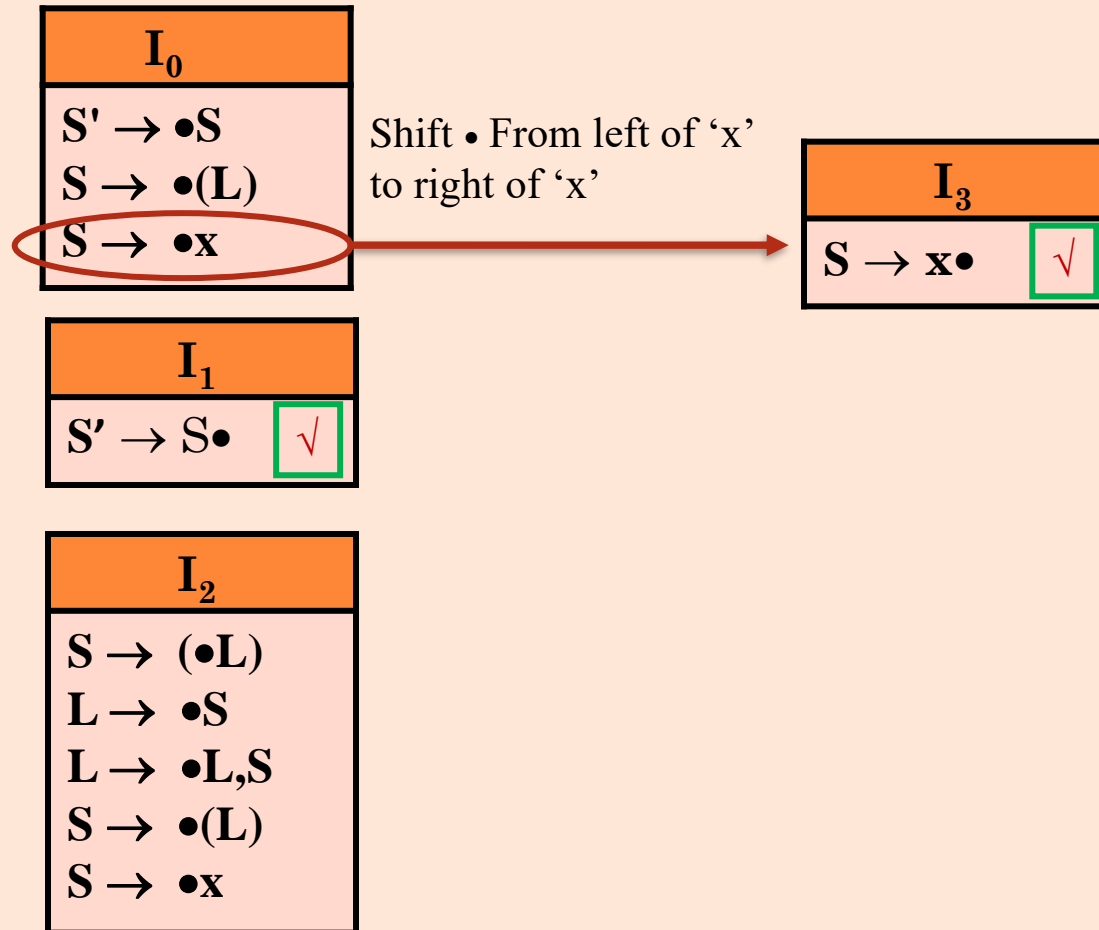 I₀
S' → •S
S → •(L)
S → •x
Shift • From left of ‘x’
to right of ‘x’
I₃
S → x• √
I₁
S' → S• √
I₂
S → (•L)
L → •S
L → •L,S
S → •(L)
S → •x